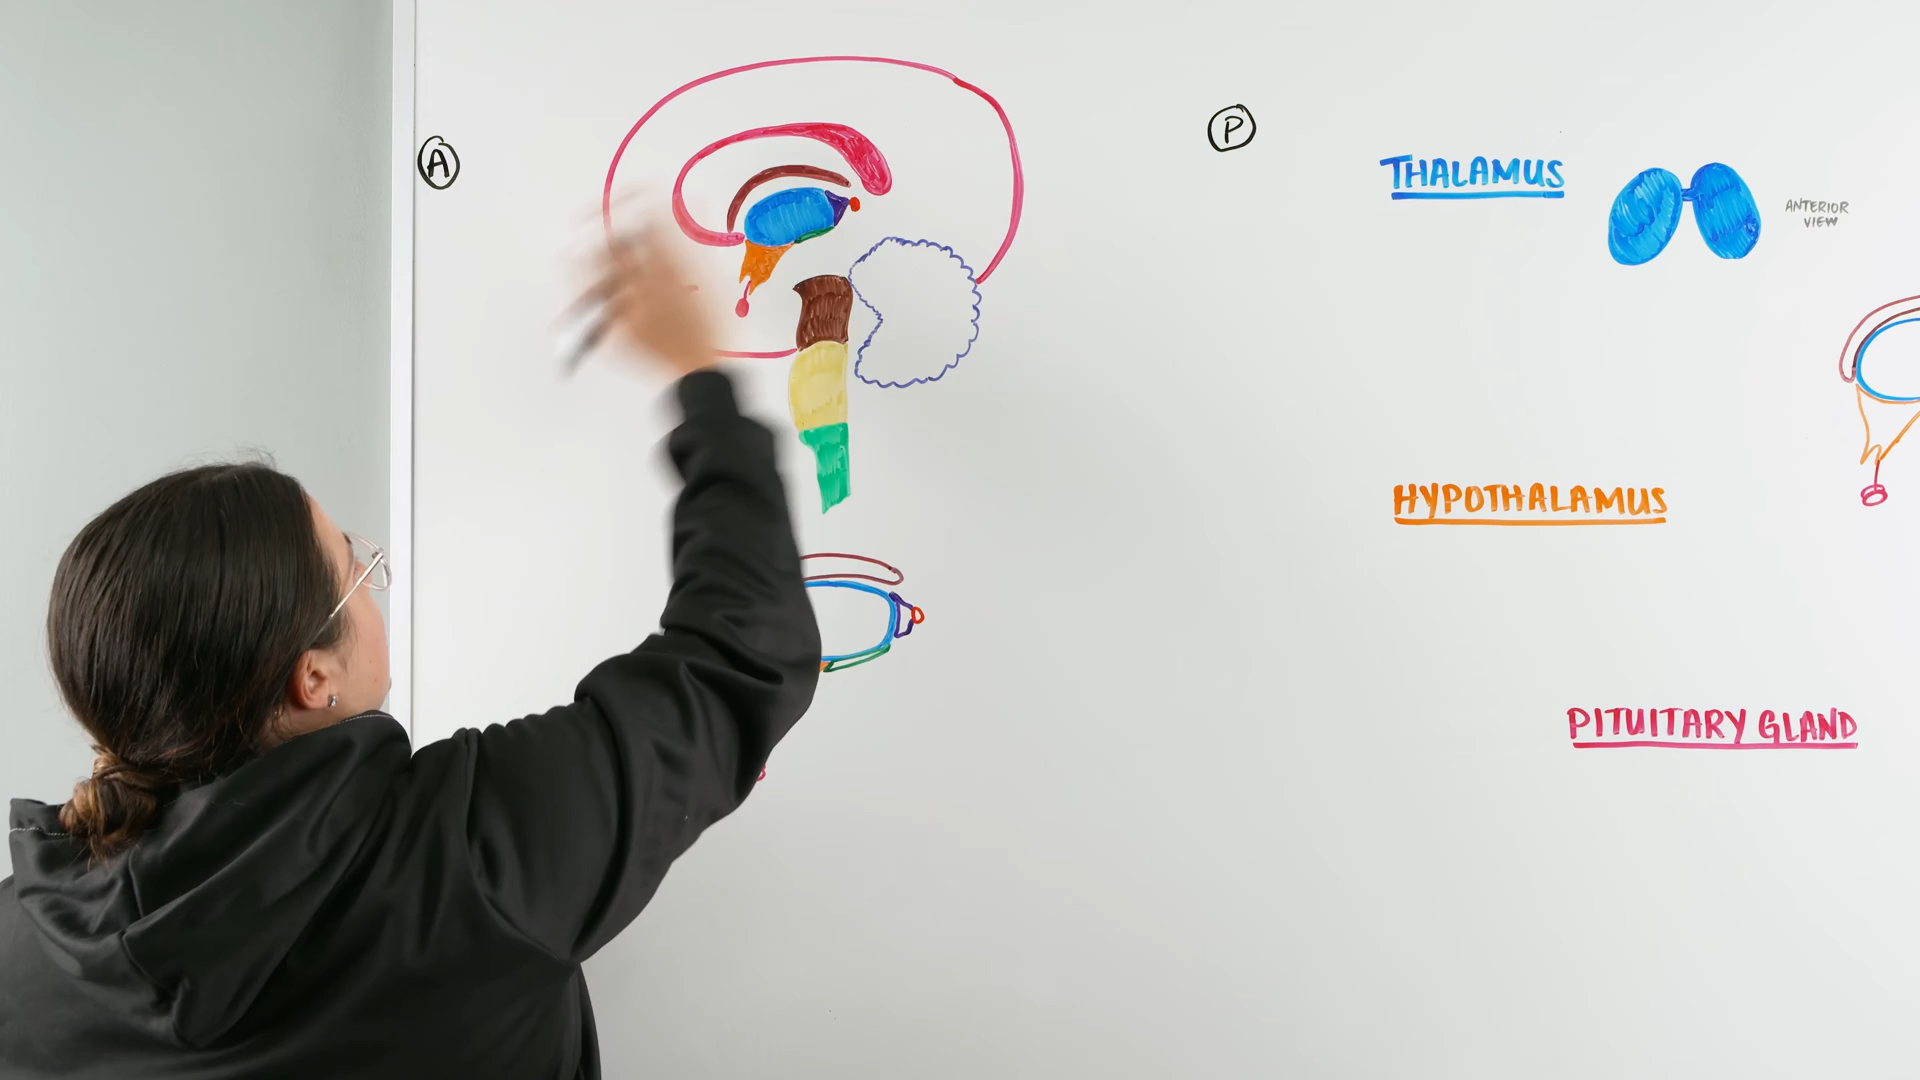 A
P
THALAMUS
ANTERIOR
VIEW
HYPOTHALAMUS
PITUITARY GLAND